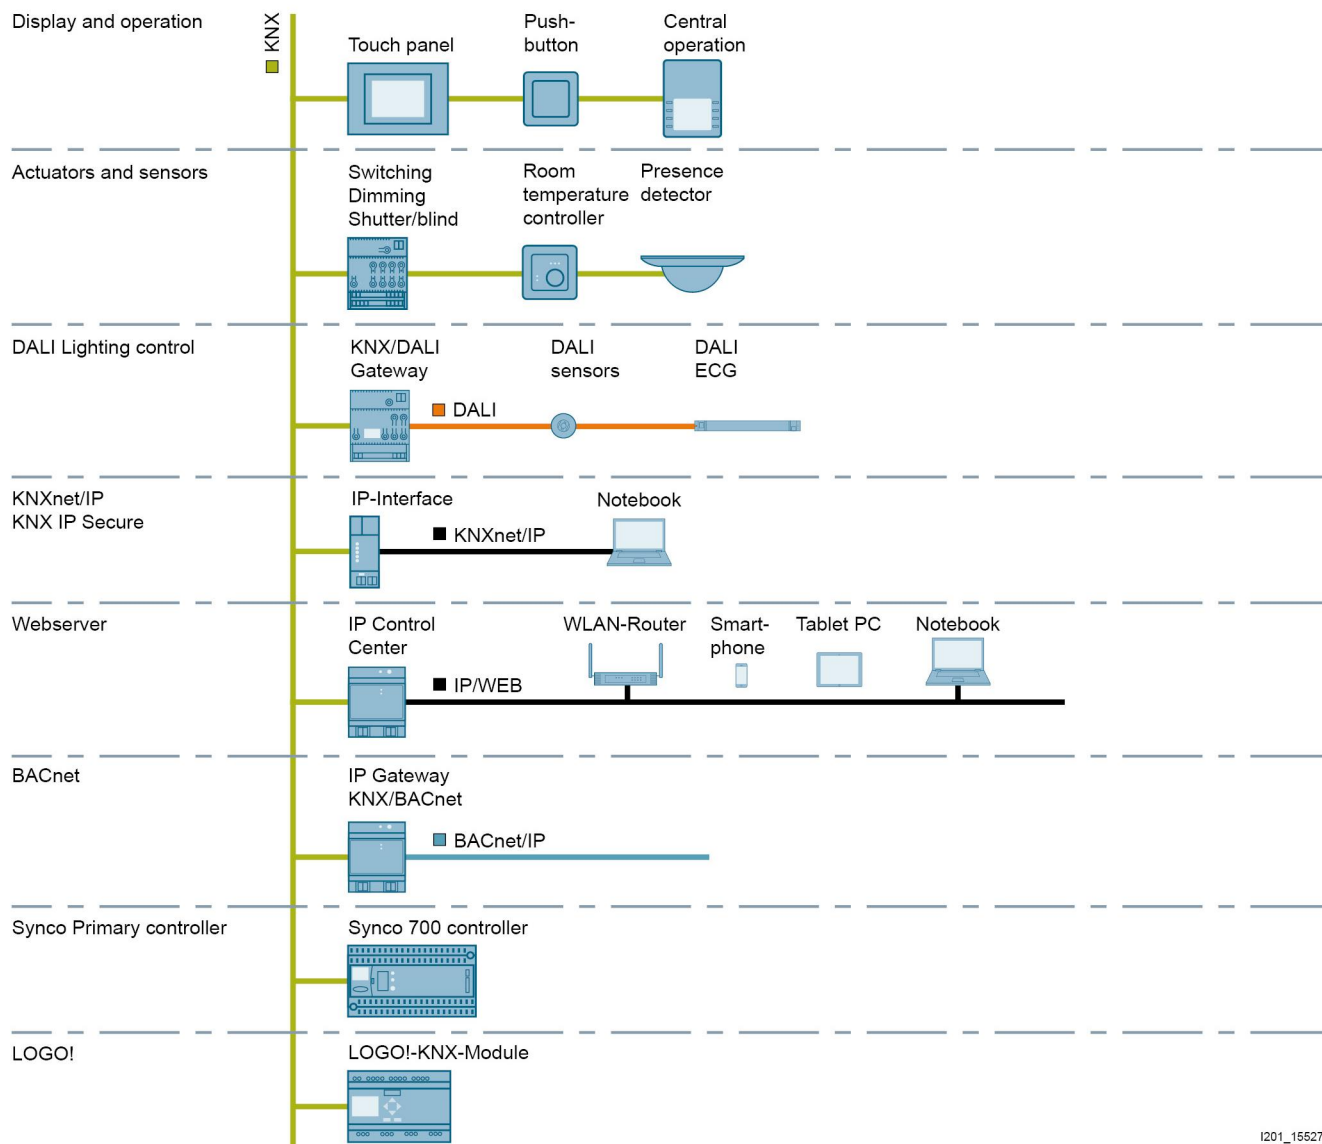 Display and operation
KNX
Touch panel
Push-
button
Central
operation
Actuators and sensors
Switching
Dimming
Shutter/blind
Room
temperature
controller
Presence
detector
DALI Lighting control
KNX/DALI
Gateway
DALI
DALI
sensors
DALI
ECG
KNXnet/IP
KNX IP Secure
IP-Interface
KNXnet/IP
Notebook
Webserver
IP Control
Center
IP/WEB
WLAN-Router
Smart-
phone
Tablet PC
Notebook
BACnet
IP Gateway
KNX/BACnet
BACnet/IP
Synco Primary controller
Synco 700 controller
LOGO!
LOGO!-KNX-Module
I201_15527